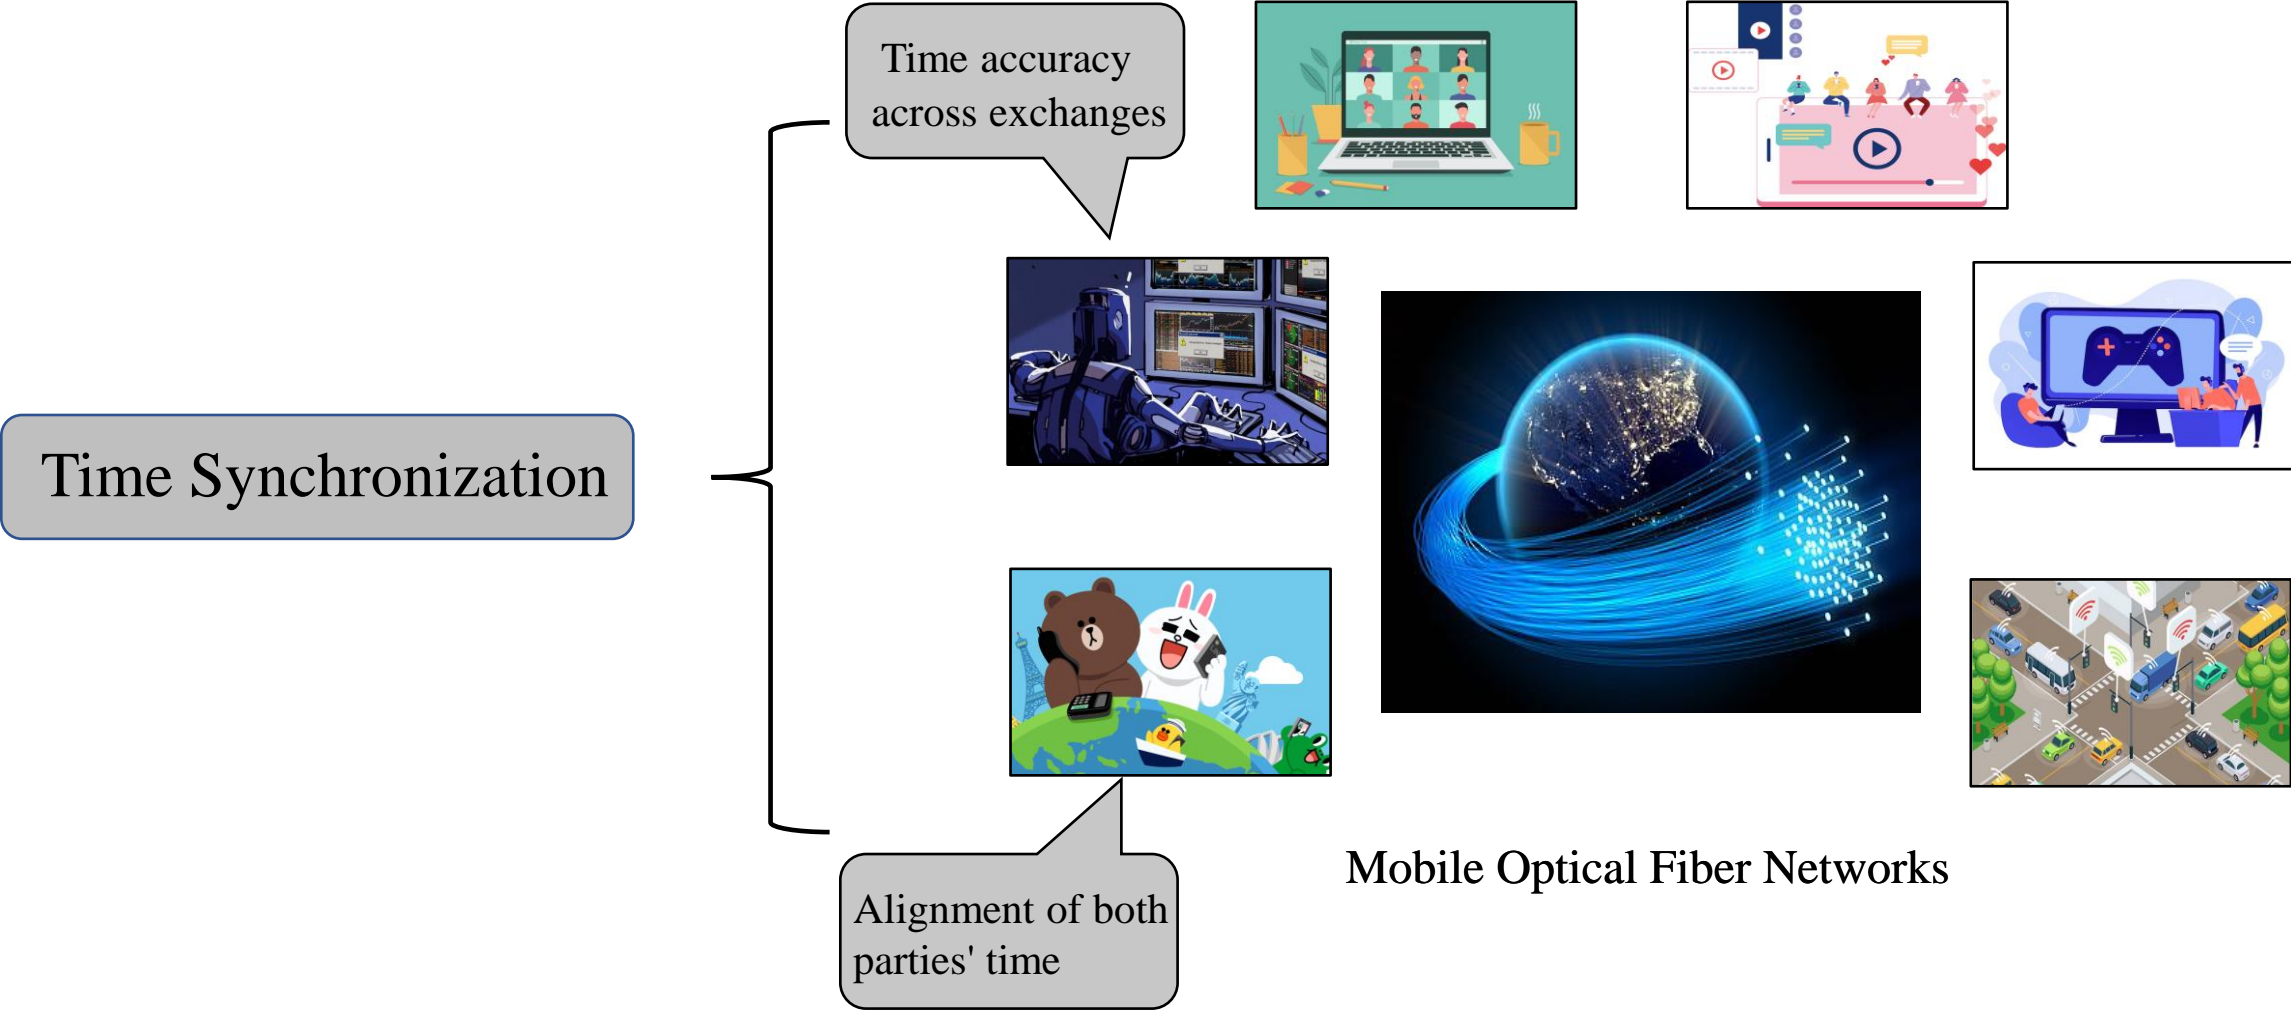 Time accuracy
across exchanges
Time Synchronization
Alignment of both
parties' time
Mobile Optical Fiber Networks